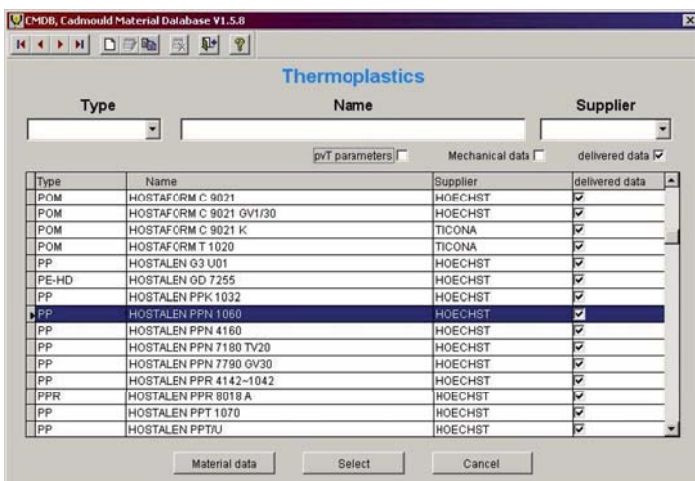 CMDB, Cadmould Material Database V1.5.8
Thermoplastics
Type Name Supplier
pvT parameters Mechanical data delivered data
Type Name Supplier delivered data
POM HOSTAFORM C 9021 HOECHST
POM HOSTAFORM C 9021 GV1/30 HOECHST
POM HOSTAFORM C 9021 K TICONA
POM HOSTAFORM T 1020 TICONA
PP HOSTALEN G3 U01 HOECHST
PE-HD HOSTALEN GD 7255 HOECHST
PP HOSTALEN PPK 1032 HOECHST
PP HOSTALEN PPN 1060 HOECHST
PP HOSTALEN PPN 4160 HOECHST
PP HOSTALEN PPN 7180 TV20 HOECHST
PP HOSTALEN PPN 7790 GV30 HOECHST
PP HOSTALEN PPR 4142~1042 HOECHST
PPR HOSTALEN PPR 8018 A HOECHST
PP HOSTALEN PPT 1070 HOECHST
PP HOSTALEN PPT/U HOECHST
Material data Select Cancel